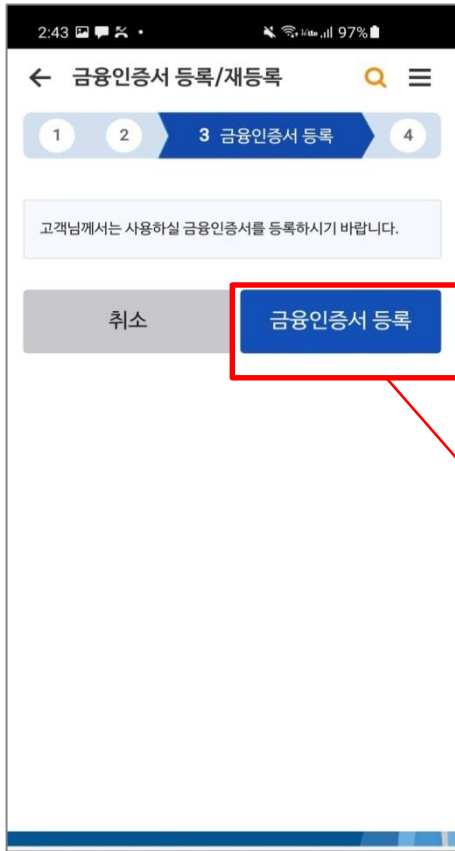 2:43 97%
금융인증서 등록/재등록
1 2 3 금융인증서 등록 4
고객님께서는 사용하실 금융인증서를 등록하시기 바랍니다.
취소 금융인증서 등록